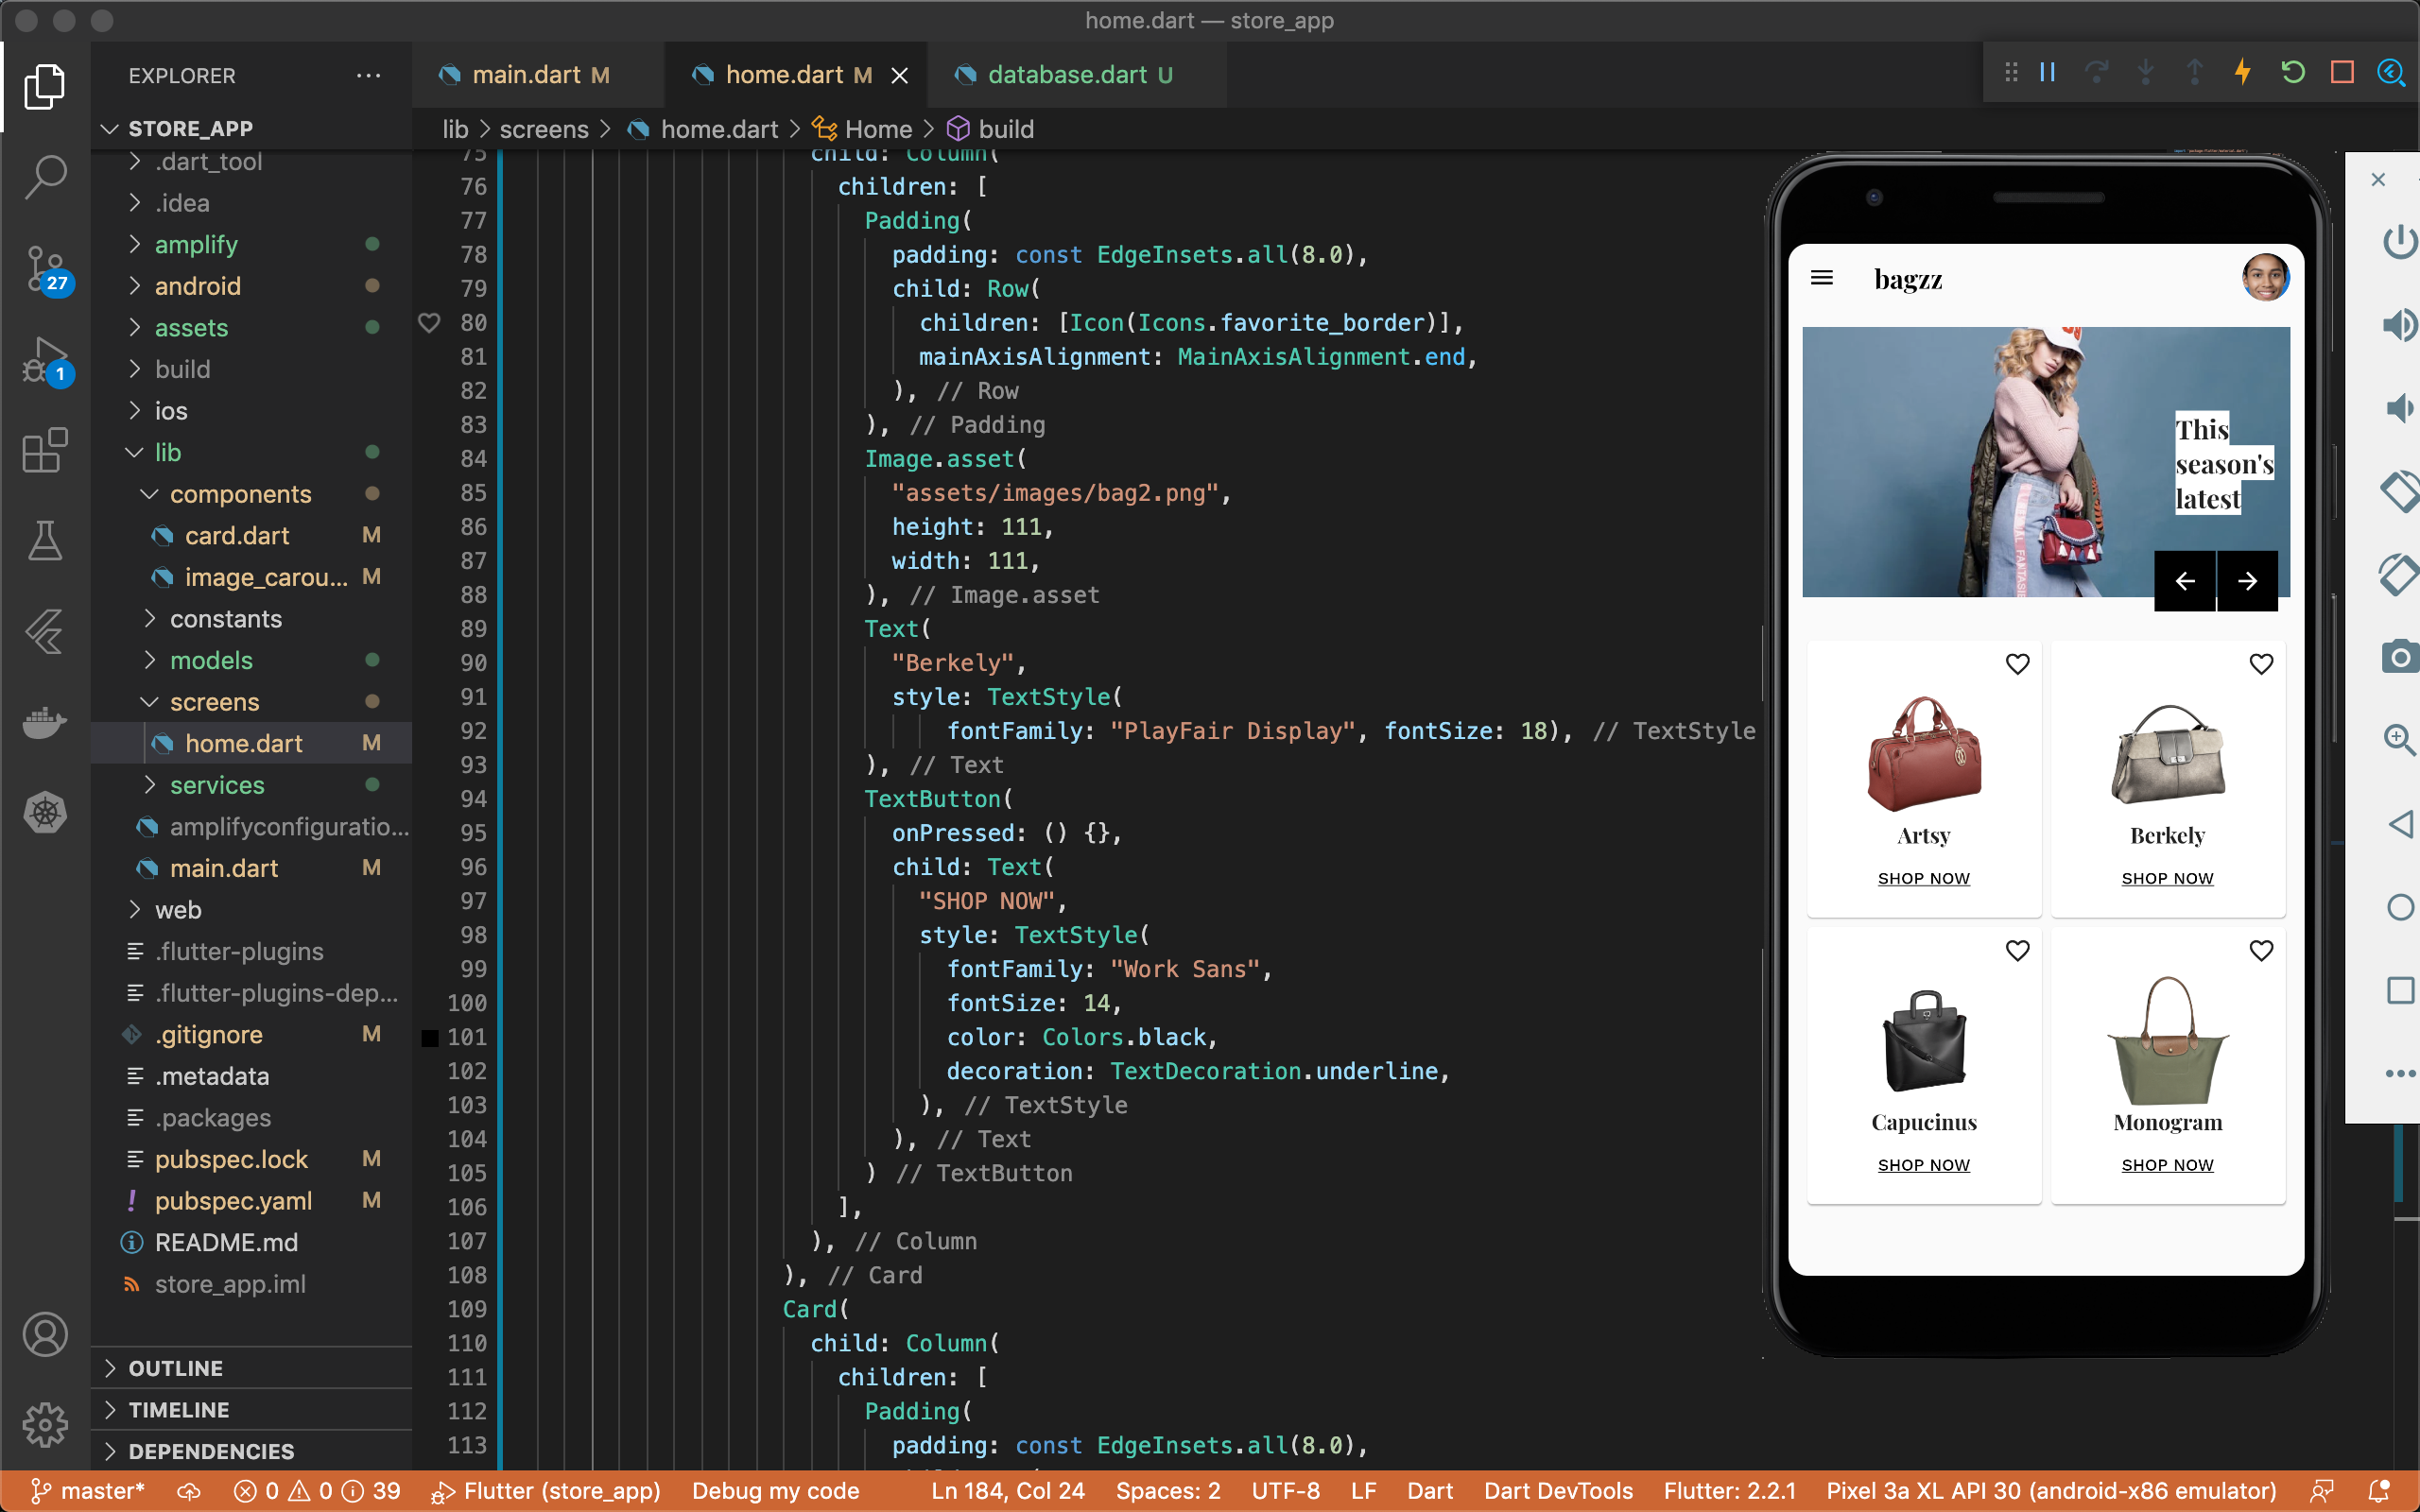 home.dart — store_app
EXPLORER
main.dart M
home.dart M
database.dart U
lib > screens > home.dart > Home > build
STORE_APP
.dart_tool
.idea
amplify
android
assets
build
ios
lib
components
card.dart M
image_carou... M
constants
models
screens
home.dart M
services
amplifyconfiguratio...
main.dart M
web
.flutter-plugins
.flutter-plugins-dep...
.gitignore M
.metadata
.packages
pubspec.lock M
pubspec.yaml M
README.md
store_app.iml
OUTLINE
TIMELINE
DEPENDENCIES
27
1
75 child: Column(
76 children: [
77 Padding(
78 padding: const EdgeInsets.all(8.0),
79 child: Row(
80 children: [Icon(Icons.favorite_border)],
81 mainAxisAlignment: MainAxisAlignment.end,
82 ), // Row
83 ), // Padding
84 Image.asset(
85 "assets/images/bag2.png",
86 height: 111,
87 width: 111,
88 ), // Image.asset
89 Text(
90 "Berkely",
91 style: TextStyle(
92 fontFamily: "PlayFair Display", fontSize: 18), // TextStyle
93 ), // Text
94 TextButton(
95 onPressed: () {},
96 child: Text(
97 "SHOP NOW",
98 style: TextStyle(
99 fontFamily: "Work Sans",
100 fontSize: 14,
101 color: Colors.black,
102 decoration: TextDecoration.underline,
103 ), // TextStyle
104 ), // Text
105 ) // TextButton
106 ],
107 ), // Column
108 ), // Card
109 Card(
110 child: Column(
111 children: [
112 Padding(
113 padding: const EdgeInsets.all(8.0),
bagzz
This
season's
latest
Artsy
SHOP NOW
Berkely
SHOP NOW
Capucinus
SHOP NOW
Monogram
SHOP NOW
master* 0 0 39 Flutter (store_app) Debug my code Ln 184, Col 24 Spaces: 2 UTF-8 LF Dart Dart DevTools Flutter: 2.2.1 Pixel 3a XL API 30 (android-x86 emulator)